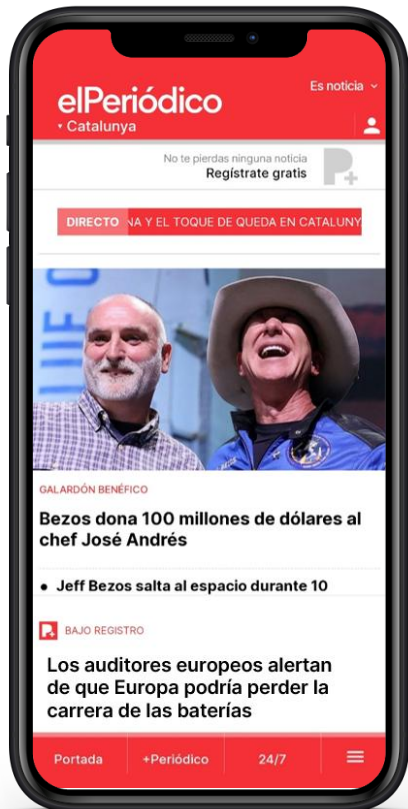 Es noticia
elPeriódico
Catalunya
No te pierdas ninguna noticia
Regístrate gratis
P+
DIRECTO NA Y EL TOQUE DE QUEDA EN CATALUNY
GALARDÓN BENÉFICO
Bezos dona 100 millones de dólares al
chef José Andrés
• Jeff Bezos salta al espacio durante 10
P+ BAJO REGISTRO
Los auditores europeos alertan
de que Europa podría perder la
carrera de las baterías
Portada +Periódico 24/7